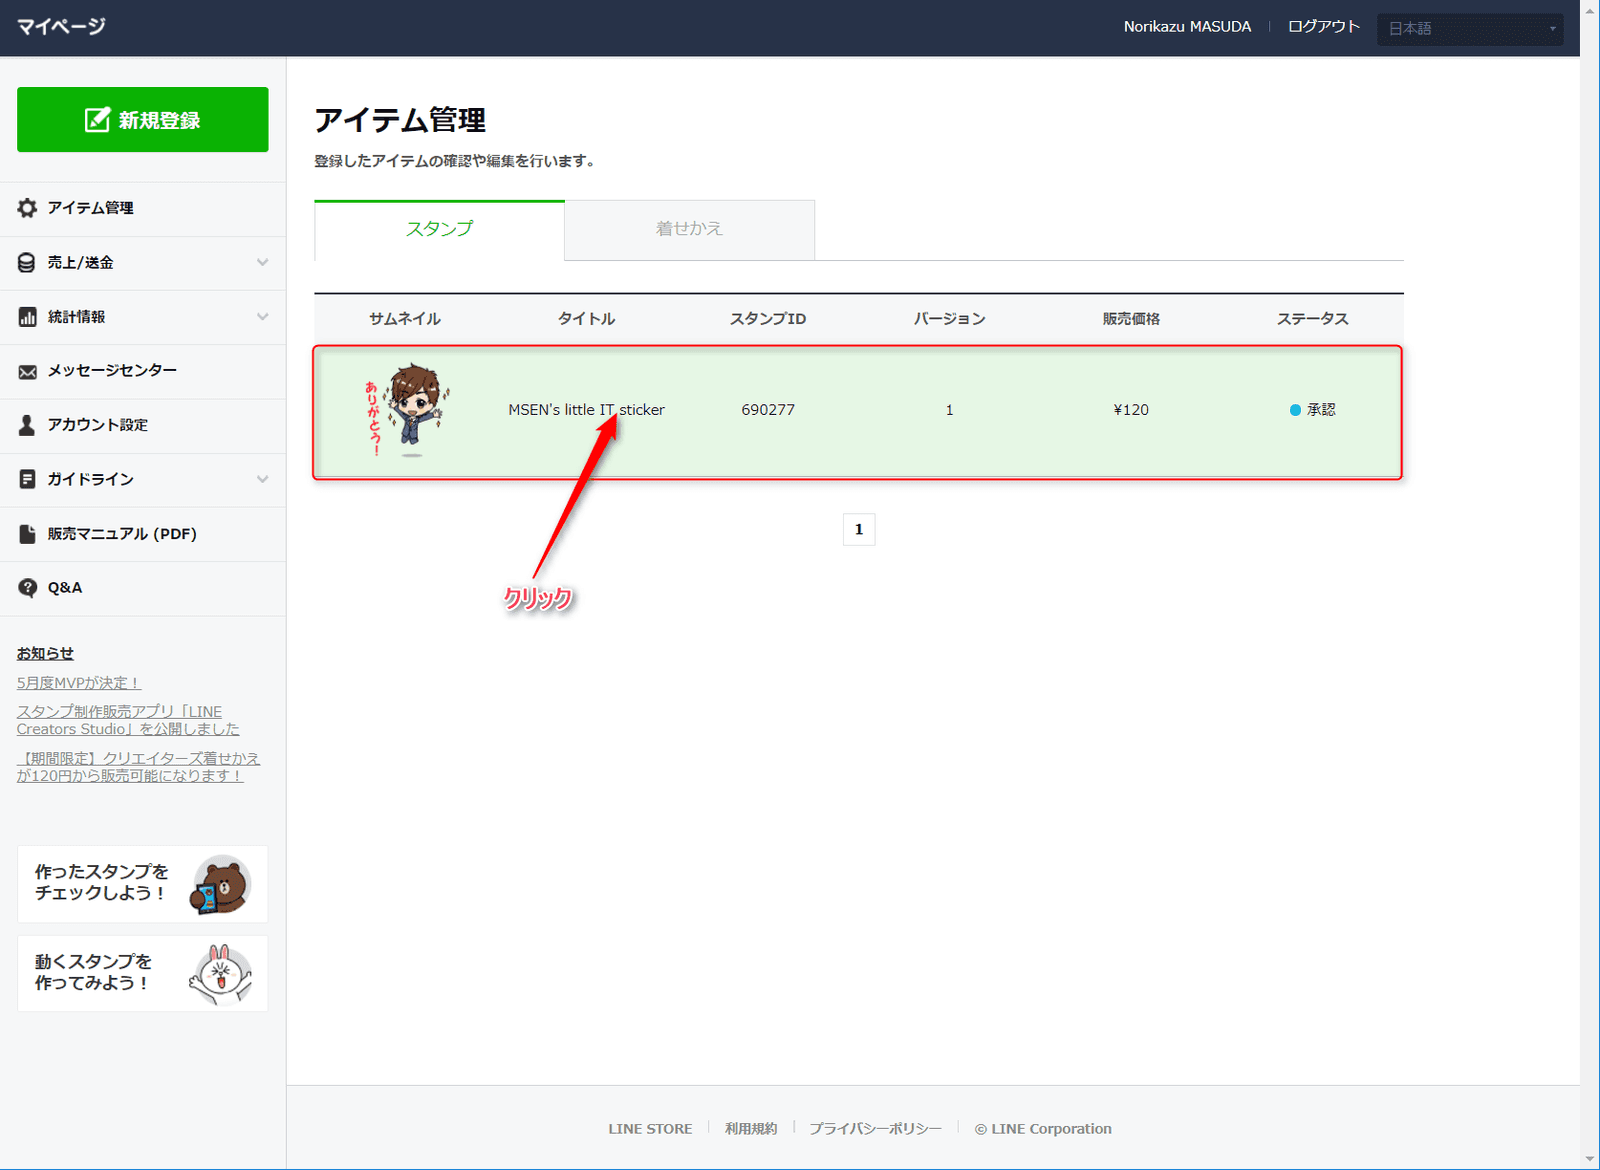 マイページ
Norikazu MASUDA
ログアウト
日本語
新規登録
アイテム管理
売上/送金
統計情報
メッセージセンター
アカウント設定
ガイドライン
販売マニュアル (PDF)
Q&A
お知らせ
5月度MVPが決定！
スタンプ制作販売アプリ「LINE
Creators Studio」を公開しました
【期間限定】クリエイターズ着せかえ
が120円から販売可能になります！
作ったスタンプを
チェックしよう！
動くスタンプを
作ってみよう！
アイテム管理
登録したアイテムの確認や編集を行います。
スタンプ
着せかえ
サムネイル
タイトル
スタンプID
バージョン
販売価格
ステータス
ありがとう！
MSEN's little IT sticker
690277
1
¥120
承認
1
クリック
LINE STORE
利用規約
プライバシーポリシー
© LINE Corporation